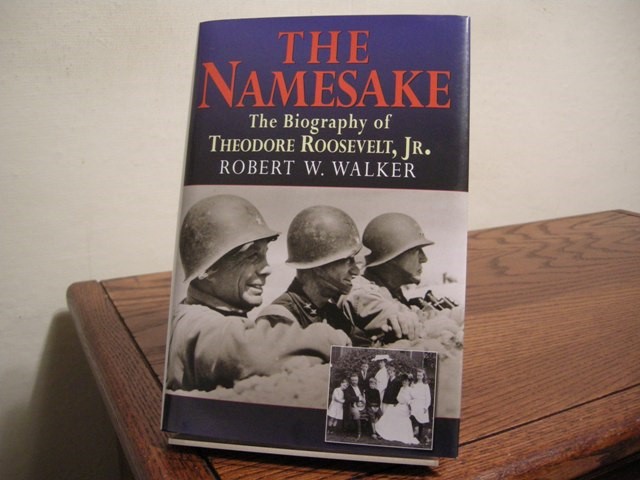 THE
NAMESAKE
The Biography of
THEODORE ROOSEVELT, JR.
ROBERT W. WALKER